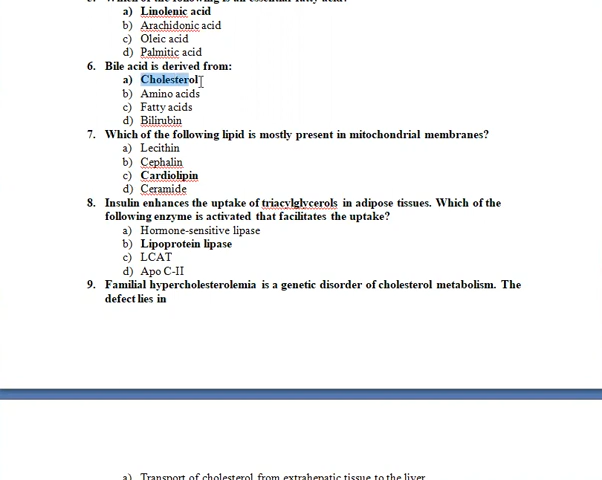 a) Linolenic acid
b) Arachidonic acid
c) Oleic acid
d) Palmitic acid
6. Bile acid is derived from:
a) Cholesterol
b) Amino acids
c) Fatty acids
d) Bilirubin
7. Which of the following lipid is mostly present in mitochondrial membranes?
a) Lecithin
b) Cephalin
c) Cardiolipin
d) Ceramide
8. Insulin enhances the uptake of triacylglycerols in adipose tissues. Which of the
following enzyme is activated that facilitates the uptake?
a) Hormone-sensitive lipase
b) Lipoprotein lipase
c) LCAT
d) Apo C-II
9. Familial hypercholesterolemia is a genetic disorder of cholesterol metabolism. The
defect lies in
a) Transport of cholesterol from extrahepatic tissue to the liver